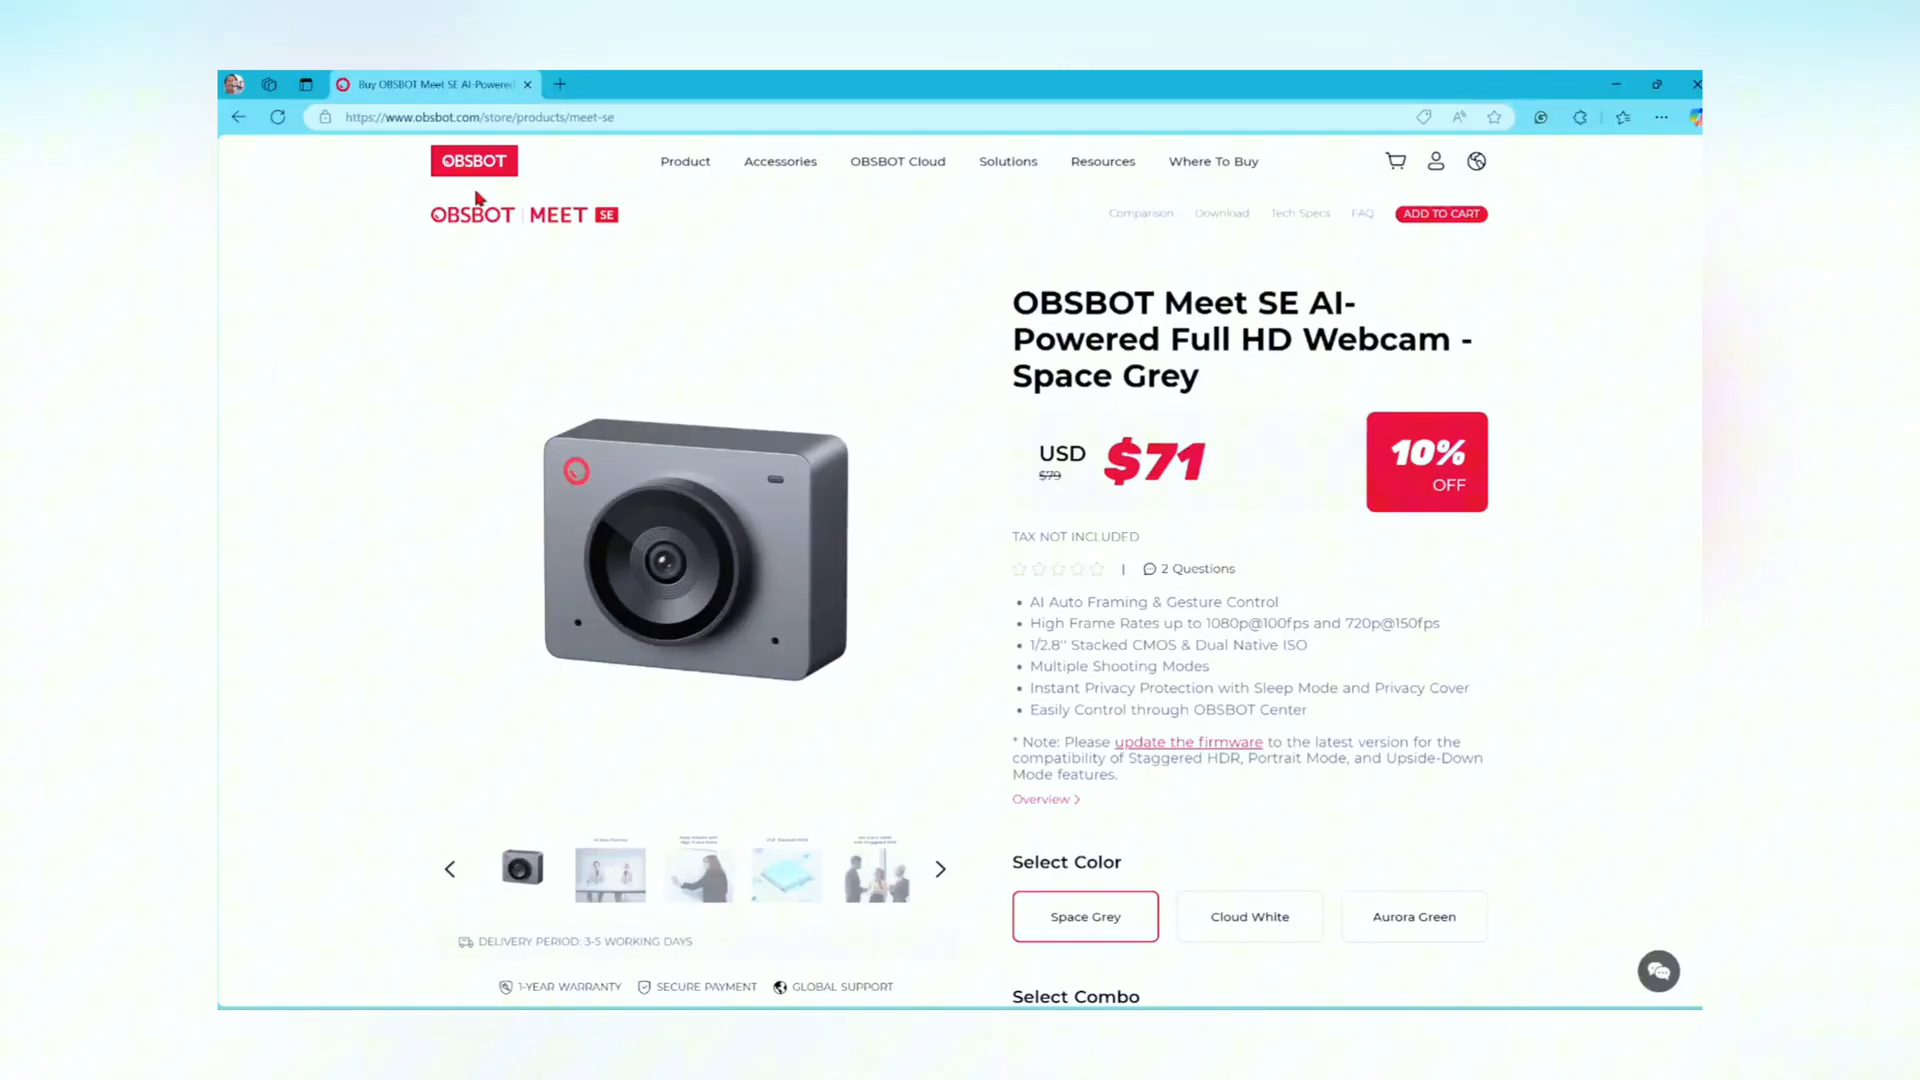 Buy OBSBOT Meet SE AI-Powered
https://www.obsbot.com/store/products/meet-se
OBSBOT
Product
Accessories
OBSBOT Cloud
Solutions
Resources
Where To Buy
OBSBOT | MEET SE
Comparison
Download
Tech Specs
FAQ
ADD TO CART
OBSBOT Meet SE AI-
Powered Full HD Webcam -
Space Grey
USD
$79
$71
10%
OFF
TAX NOT INCLUDED
| 2 Questions
• AI Auto Framing & Gesture Control
• High Frame Rates up to 1080p@100fps and 720p@150fps
• 1/2.8'' Stacked CMOS & Dual Native ISO
• Multiple Shooting Modes
• Instant Privacy Protection with Sleep Mode and Privacy Cover
• Easily Control through OBSBOT Center
* Note: Please update the firmware to the latest version for the
compatibility of Staggered HDR, Portrait Mode, and Upside-Down
Mode features.
Overview >
Select Color
Space Grey
Cloud White
Aurora Green
Select Combo
DELIVERY PERIOD: 3-5 WORKING DAYS
1-YEAR WARRANTY
SECURE PAYMENT
GLOBAL SUPPORT